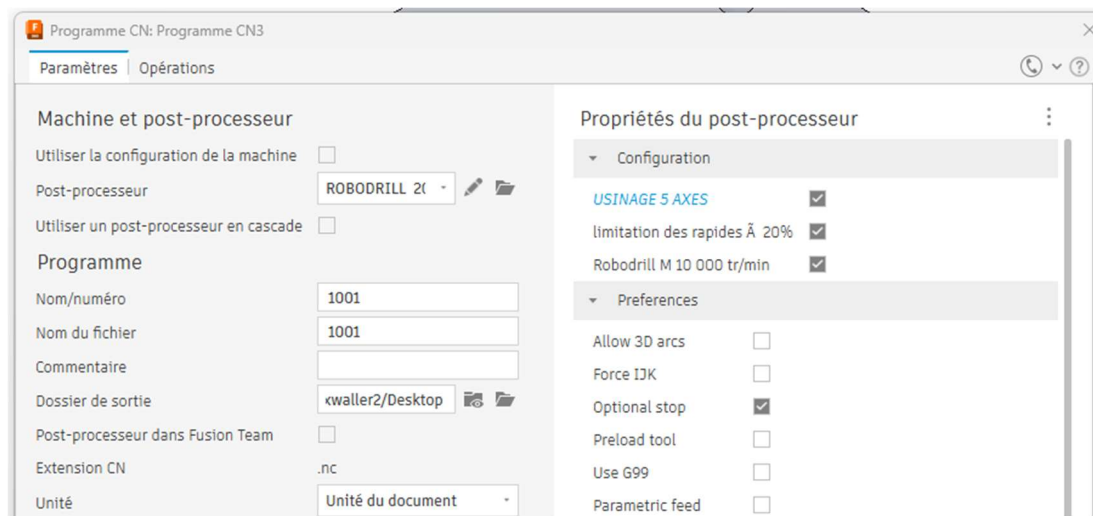 Programme CN: Programme CN3
Paramètres | Opérations
Machine et post-processeur
Utiliser la configuration de la machine
Post-processeur
ROBODRILL 2(
Utiliser un post-processeur en cascade
Programme
Nom/numéro
1001
Nom du fichier
1001
Commentaire
Dossier de sortie
waller2/Desktop
Post-processeur dans Fusion Team
Extension CN
.nc
Unité
Unité du document
Propriétés du post-processeur
Configuration
USINAGE 5 AXES
limitation des rapides Ã 20%
Robodrill M 10 000 tr/min
Preferences
Allow 3D arcs
Force IJK
Optional stop
Preload tool
Use G99
Parametric feed